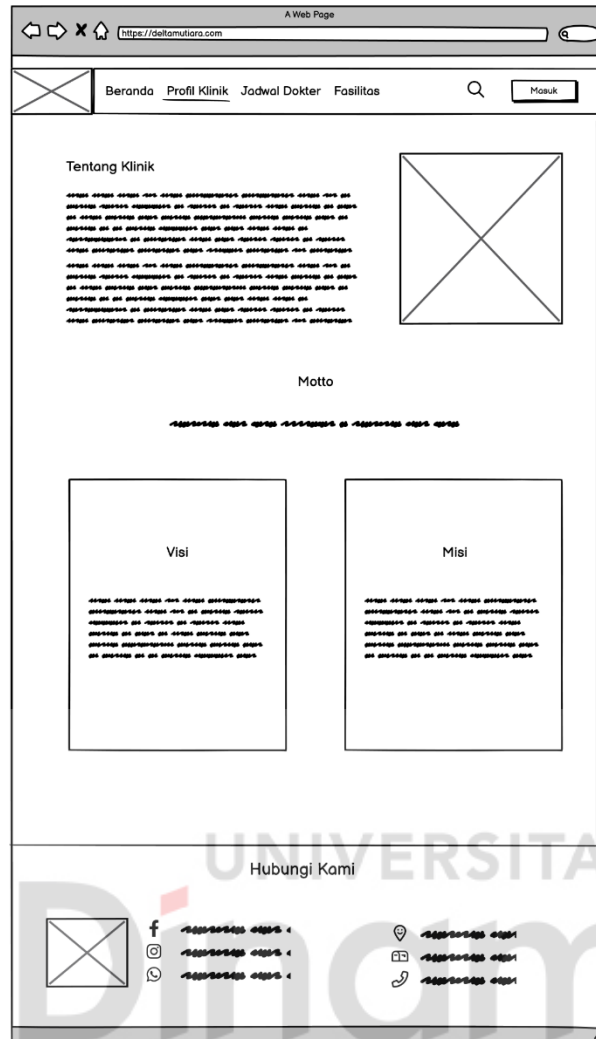 A Web Page
https://deltamutiara.com
Beranda Profil Klinik Jadwal Dokter Fasilitas Masuk
Tentang Klinik
Motto
Visi
Misi
UNIVERSITA
Hubungi Kami
Dinam